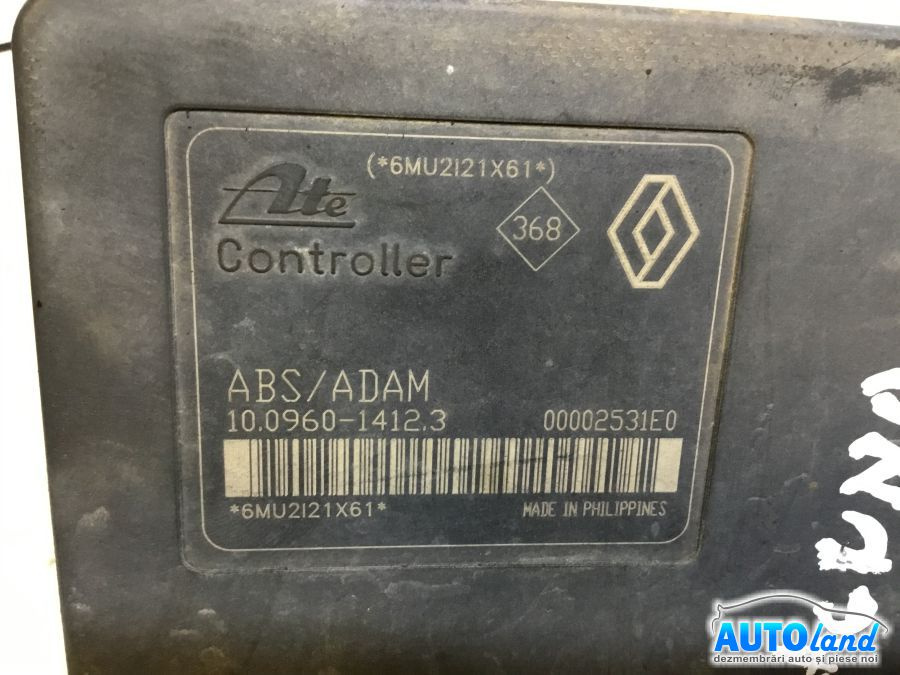 (*6MU2I21X61*)
Ate
368
Controller
ABS/ADAM
10.0960-1412.3 00002531E0
*6MU2I21X61*
MADE IN PHILIPPINES
AUTOland
dezmembrări auto și piese noi